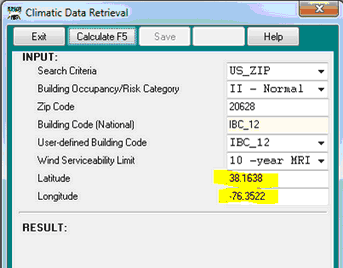 Climatic Data Retrieval
Exit Calculate F5 Save Help
INPUT:
Search Criteria US_ZIP
Building Occupancy/Risk Category II - Normal
Zip Code 20628
Building Code (National) IBC_12
User-defined Building Code IBC_12
Wind Serviceability Limit 10 -year MRI
Latitude 38.1638
Longitude -76.3522
RESULT: